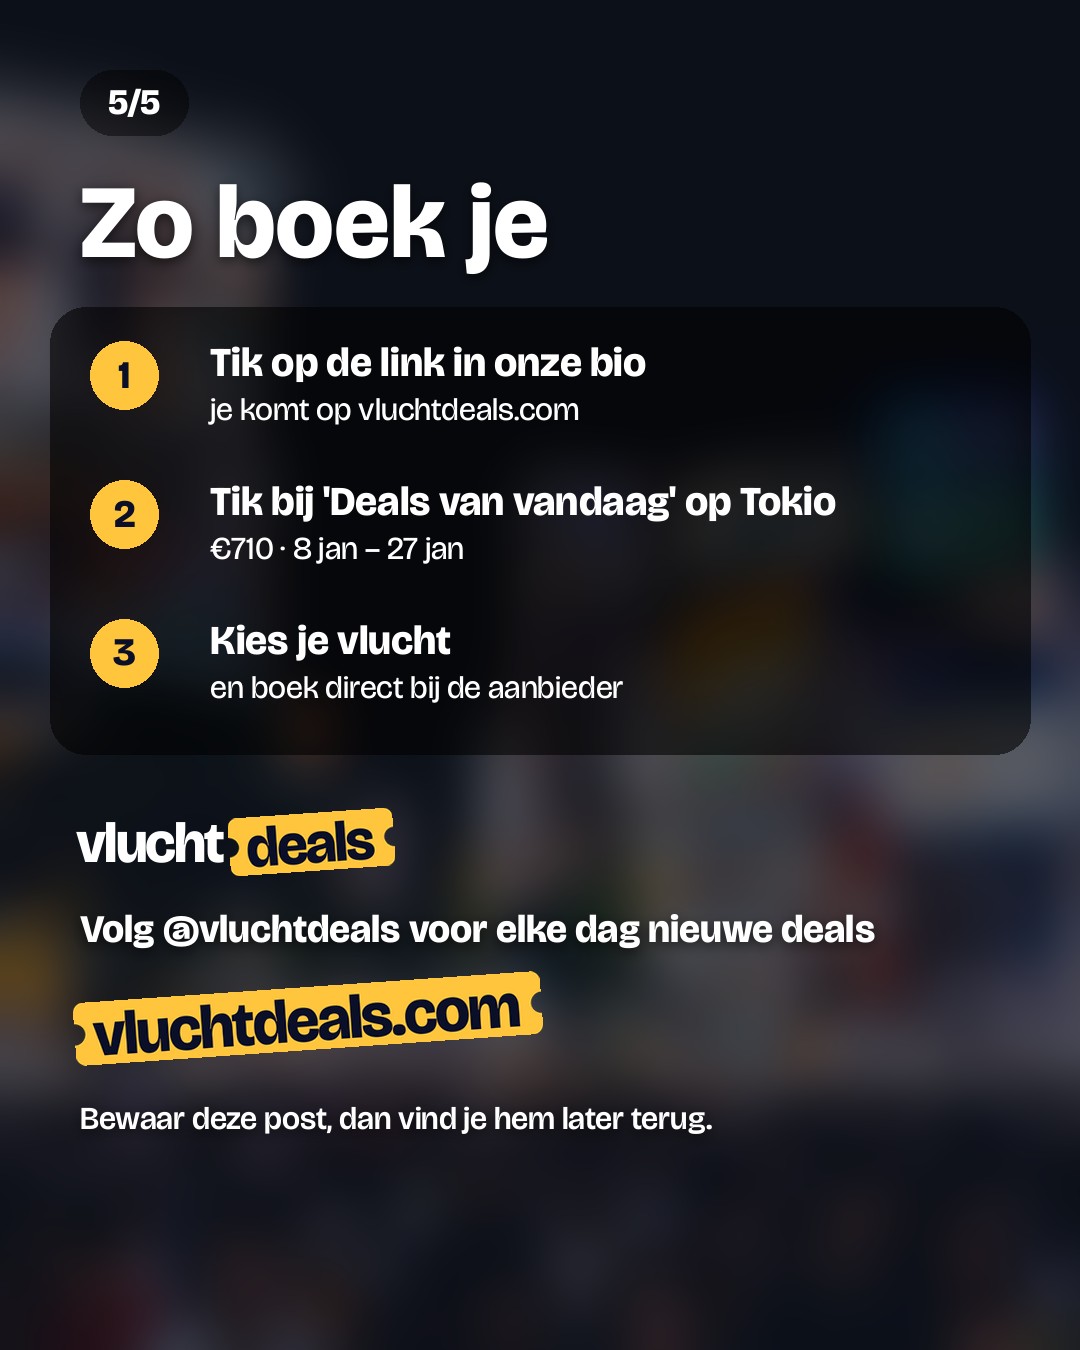 5/5
Zo boek je
1
Tik op de link in onze bio
je komt op vluchtdeals.com
2
Tik bij 'Deals van vandaag' op Tokio
€710 · 8 jan – 27 jan
3
Kies je vlucht
en boek direct bij de aanbieder
vlucht deals
Volg @vluchtdeals voor elke dag nieuwe deals
vluchtdeals.com
Bewaar deze post, dan vind je hem later terug.